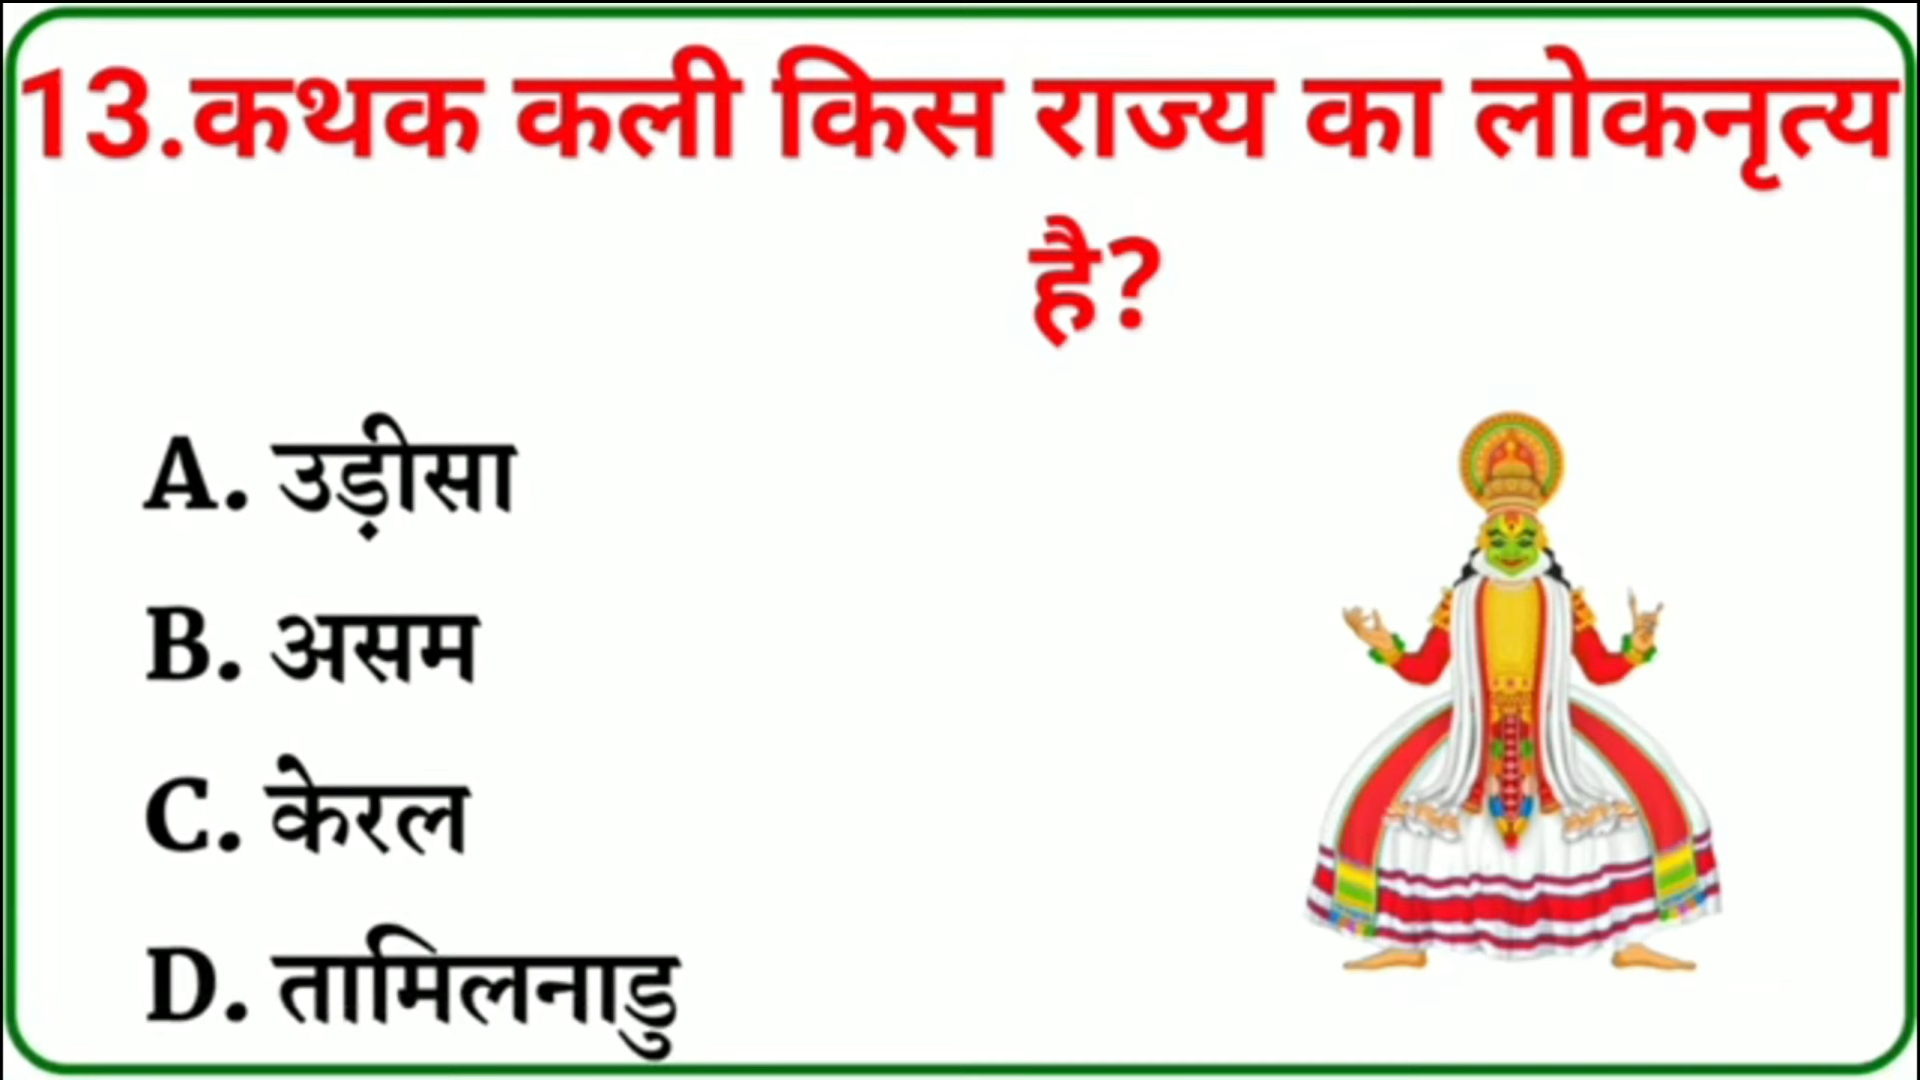 13.कथक कली किस राज्य का लोकनृत्य
है?
A. उड़ीसा
B. असम
C. केरल
D. तामिलनाडु